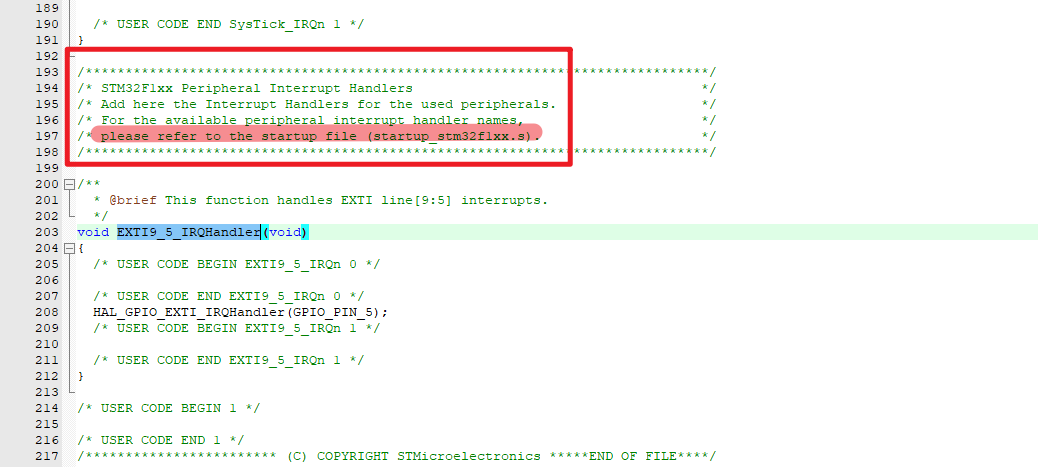 189
190 /* USER CODE END SysTick_IRQn 1 */
191 }
192
193 /******************************************************************************/
194 /* STM32F1xx Peripheral Interrupt Handlers */
195 /* Add here the Interrupt Handlers for the used peripherals. */
196 /* For the available peripheral interrupt handler names, */
197 /* please refer to the startup file (startup_stm32f1xx.s). */
198 /******************************************************************************/
199
200 /**
201 * @brief This function handles EXTI line[9:5] interrupts.
202 */
203 void EXTI9_5_IRQHandler(void)
204 {
205 /* USER CODE BEGIN EXTI9_5_IRQn 0 */
206
207 /* USER CODE END EXTI9_5_IRQn 0 */
208 HAL_GPIO_EXTI_IRQHandler(GPIO_PIN_5);
209 /* USER CODE BEGIN EXTI9_5_IRQn 1 */
210
211 /* USER CODE END EXTI9_5_IRQn 1 */
212 }
213
214 /* USER CODE BEGIN 1 */
215
216 /* USER CODE END 1 */
217 /************************ (C) COPYRIGHT STMicroelectronics *****END OF FILE****/